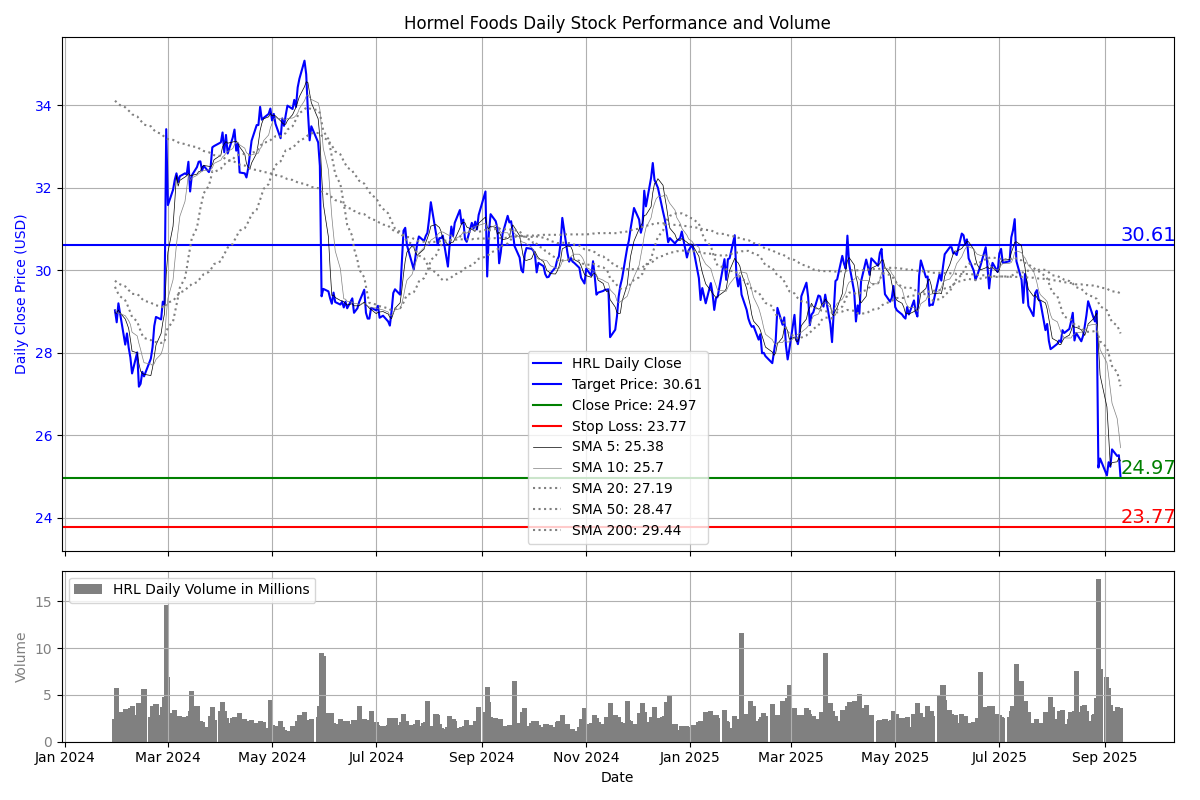 Hormel Foods Daily Stock Performance and Volume
Daily Close Price (USD)
34
32
30
28
26
24
30.61
24.97
23.77
HRL Daily Close
Target Price: 30.61
Close Price: 24.97
Stop Loss: 23.77
SMA 5: 25.38
SMA 10: 25.7
SMA 20: 27.19
SMA 50: 28.47
SMA 200: 29.44
HRL Daily Volume in Millions
Volume
15
10
5
0
Jan 2024 Mar 2024 May 2024 Jul 2024 Sep 2024 Nov 2024 Jan 2025 Mar 2025 May 2025 Jul 2025 Sep 2025
Date